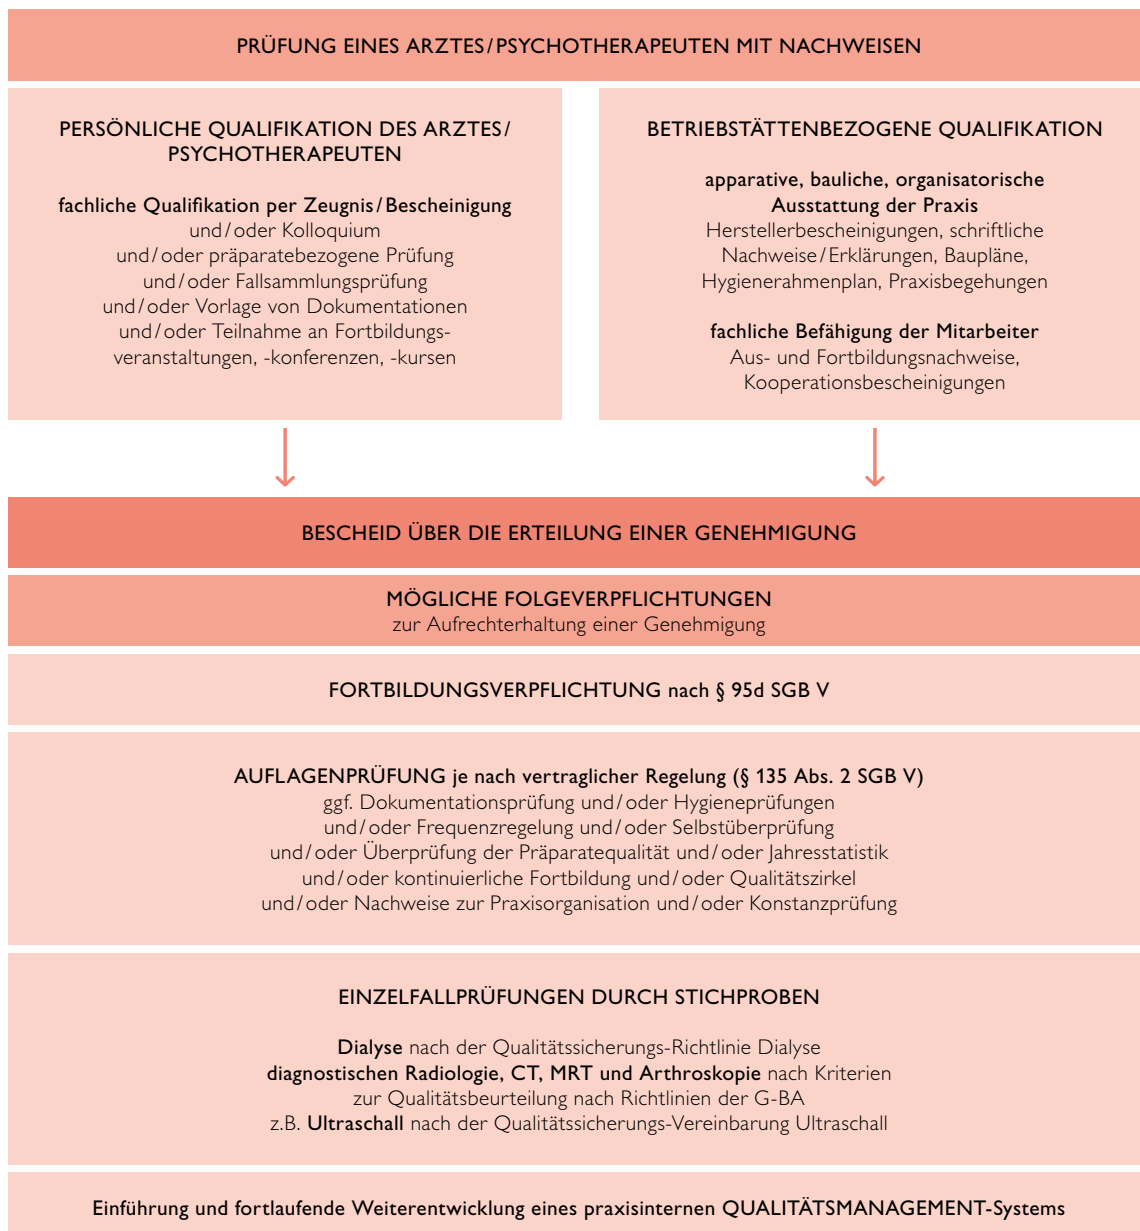 PRÜFUNG EINES ARZTES/PSYCHOTHERAPEUTEN MIT NACHWEISEN
PERSÖNLICHE QUALIFIKATION DES ARZTES/
PSYCHOTHERAPEUTEN
fachliche Qualifikation per Zeugnis/Bescheinigung
und/oder Kolloquium
und/oder präparatebezogene Prüfung
und/oder Fallsammlungsprüfung
und/oder Vorlage von Dokumentationen
und/oder Teilnahme an Fortbildungs-
veranstaltungen, -konferenzen, -kursen
BETRIEBSTÄTTENBEZOGENE QUALIFIKATION
apparative, bauliche, organisatorische
Ausstattung der Praxis
Herstellerbescheinigungen, schriftliche
Nachweise/Erklärungen, Baupläne,
Hygienerahmenplan, Praxisbegehungen
fachliche Befähigung der Mitarbeiter
Aus- und Fortbildungsnachweise,
Kooperationsbescheinigungen
BESCHEID ÜBER DIE ERTEILUNG EINER GENEHMIGUNG
MÖGLICHE FOLGEVERPFLICHTUNGEN
zur Aufrechterhaltung einer Genehmigung
FORTBILDUNGSVERPFLICHTUNG nach § 95d SGB V
AUFLAGENPRÜFUNG je nach vertraglicher Regelung (§ 135 Abs. 2 SGB V)
ggf. Dokumentationsprüfung und/oder Hygieneprüfungen
und/oder Frequenzregelung und/oder Selbstüberprüfung
und/oder Überprüfung der Präparatequalität und/oder Jahresstatistik
und/oder kontinuierliche Fortbildung und/oder Qualitätszirkel
und/oder Nachweise zur Praxisorganisation und/oder Konstanzprüfung
EINZELFALLPRÜFUNGEN DURCH STICHPROBEN
Dialyse nach der Qualitätssicherungs-Richtlinie Dialyse
diagnostischen Radiologie, CT, MRT und Arthroskopie nach Kriterien
zur Qualitätsbeurteilung nach Richtlinien der G-BA
z.B. Ultraschall nach der Qualitätssicherungs-Vereinbarung Ultraschall
Einführung und fortlaufende Weiterentwicklung eines praxisinternen QUALITÄTSMANAGEMENT-Systems